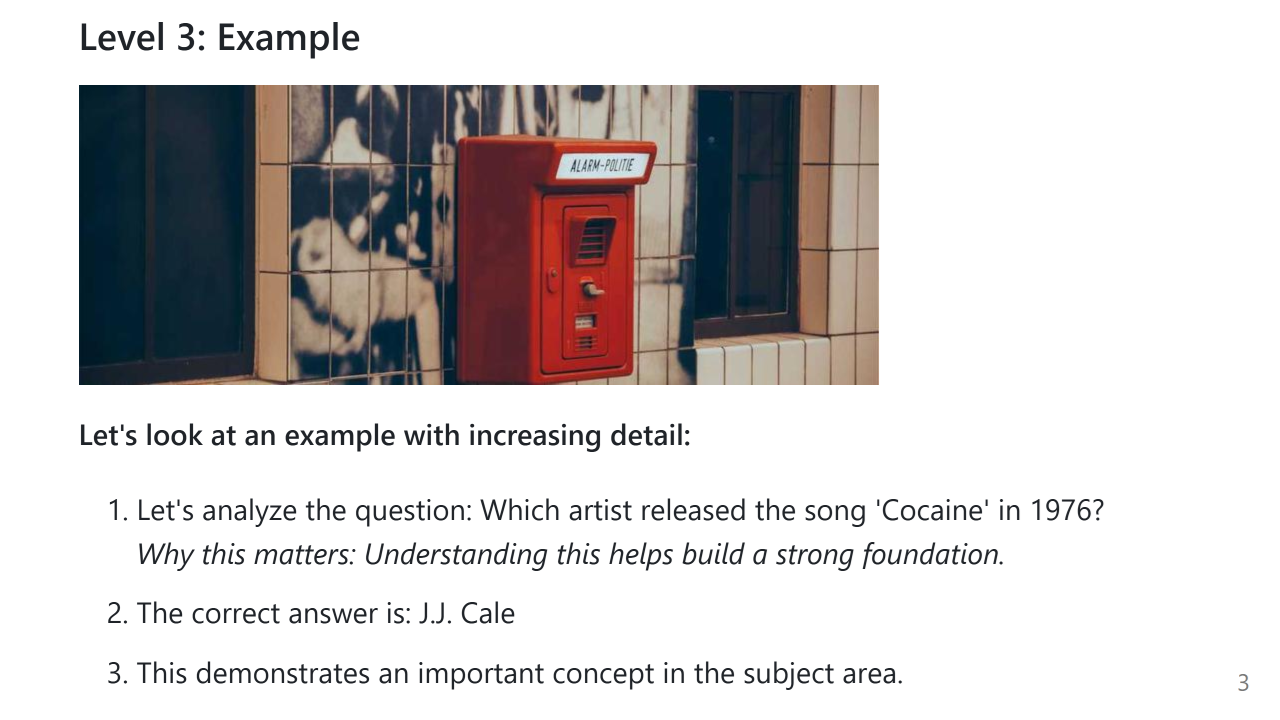 Level 3: Example
ALARM-POLITIE
Let's look at an example with increasing detail:
1. Let's analyze the question: Which artist released the song 'Cocaine' in 1976?
Why this matters: Understanding this helps build a strong foundation.
2. The correct answer is: J.J. Cale
3. This demonstrates an important concept in the subject area.
3